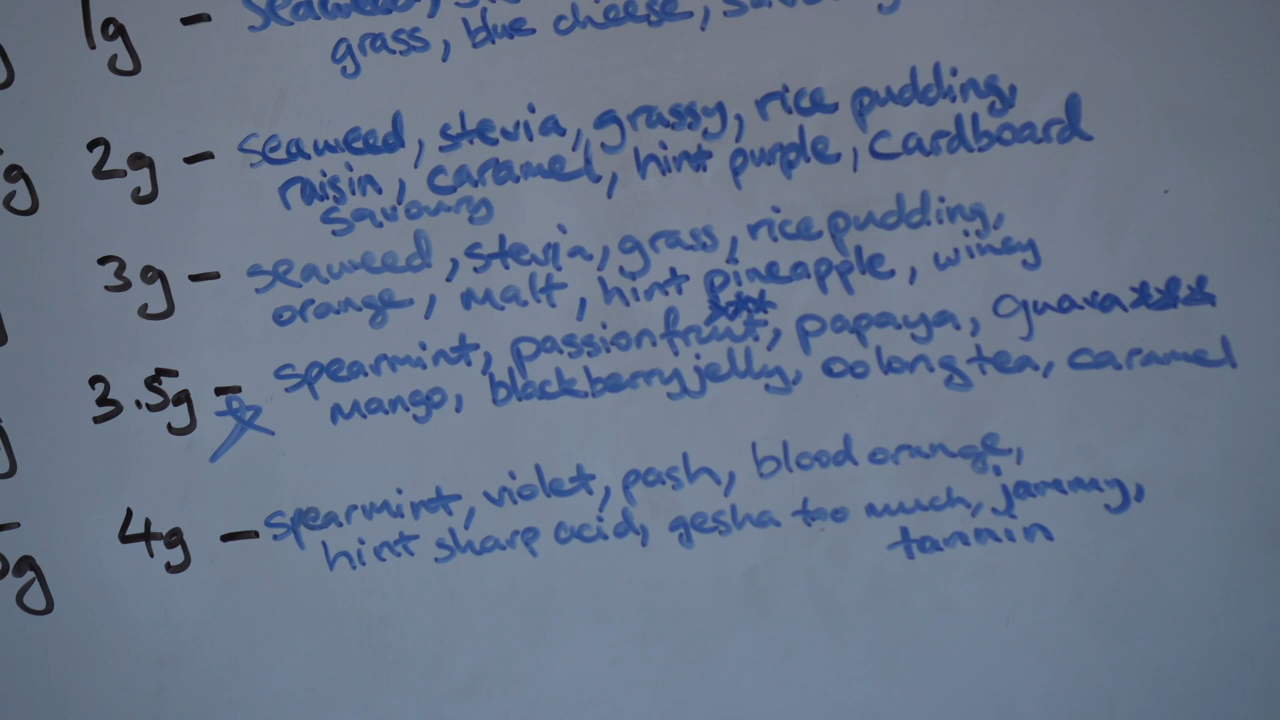 1g - seaweed,
grass, blue cheese,
2g - seaweed, stevia, grassy, rice pudding,
raisin, caramel, hint purple, cardboard
savoury
3g - seaweed, stevia, grass, rice pudding,
orange, malt, hint pineapple, winey
3.5g - spearmint, passionfruit***, papaya, guava***
mango, blackberry jelly, oolong tea, caramel
4g - spearmint, violet, pash, blood orange,
hint sharp acid, gesha too much, jammy,
tannin